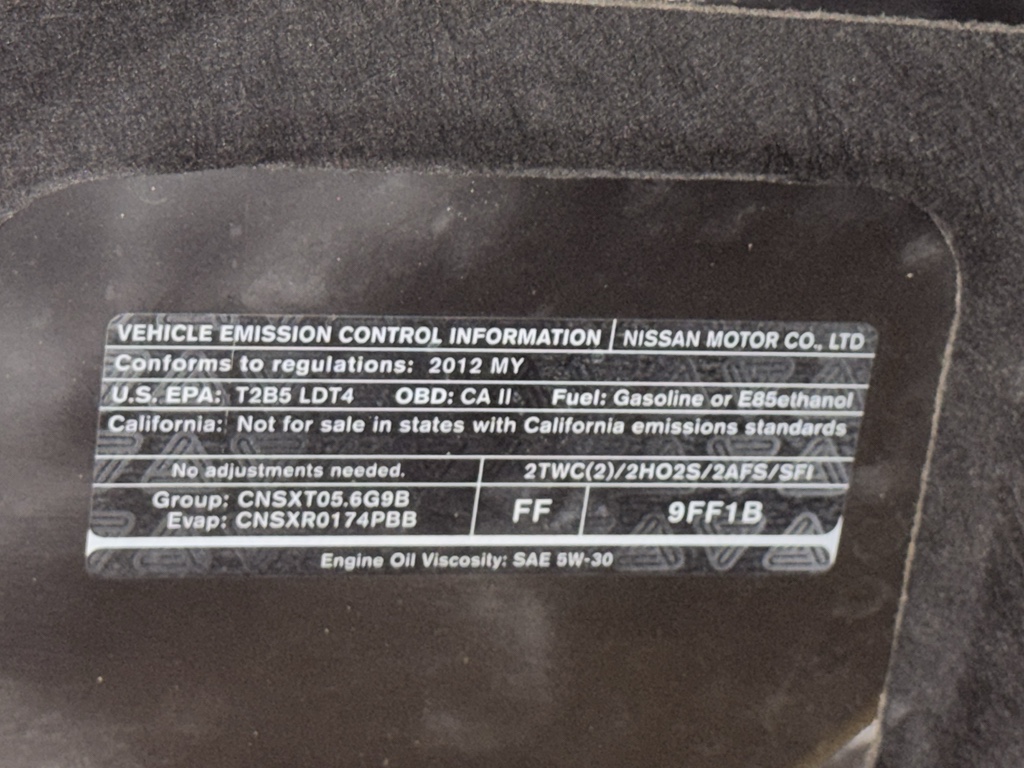 VEHICLE EMISSION CONTROL INFORMATION NISSAN MOTOR CO., LTD
Conforms to regulations: 2012 MY
U.S. EPA: T2B5 LDT4 OBD: CA II Fuel: Gasoline or E85ethanol
California: Not for sale in states with California emissions standards
No adjustments needed. 2TWC(2)/2HO2S/2AFS/SFI
Group: CNSXT05.6G9B
Evap: CNSXR0174PBB
FF 9FF1B
Engine Oil Viscosity: SAE 5W-30